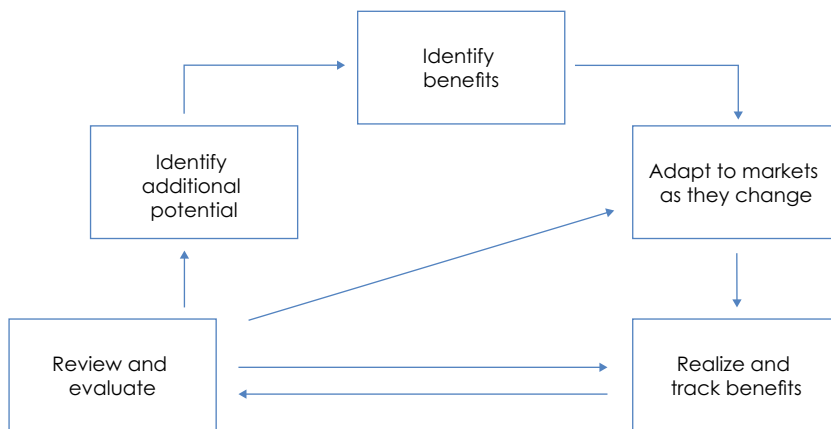 Identify
benefits
Identify
additional
potential
Adapt to markets
as they change
Review and
evaluate
Realize and
track benefits